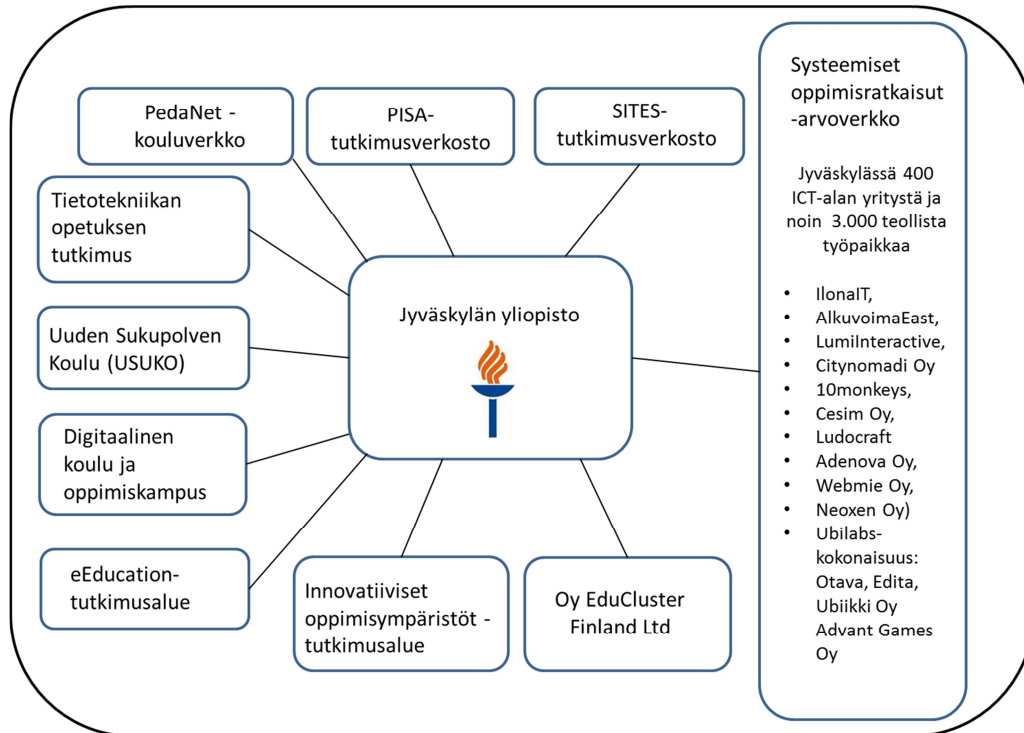 PedaNet -
kouluverkko
PISA-
tutkimusverkosto
SITES-
tutkimusverkosto
Tietotekniikan
opetuksen
tutkimus
Uuden Sukupolven
Koulu (USUKO)
Digitaalinen
koulu ja
oppimiskampus
eEducation-
tutkimusalue
Jyväskylän yliopisto
Innovatiiviset
oppimisympäristöt -
tutkimusalue
Oy EduCluster
Finland Ltd
Systeemiset
oppimisratkaisut
-arvoverkko
Jyväskylässä 400
ICT-alan yritystä ja
noin 3.000 teollista
työpaikkaa
• IlonaIT,
• AlkuvoimaEast,
• LumiInteractive,
• Citynomadi Oy
• 10monkeys,
• Cesim Oy,
• Ludocraft
• Adenova Oy,
• Webmie Oy,
• Neoxen Oy)
• Ubilabs-
kokonaisuus:
Otava, Edita,
Ubiikki Oy
Advant Games
Oy